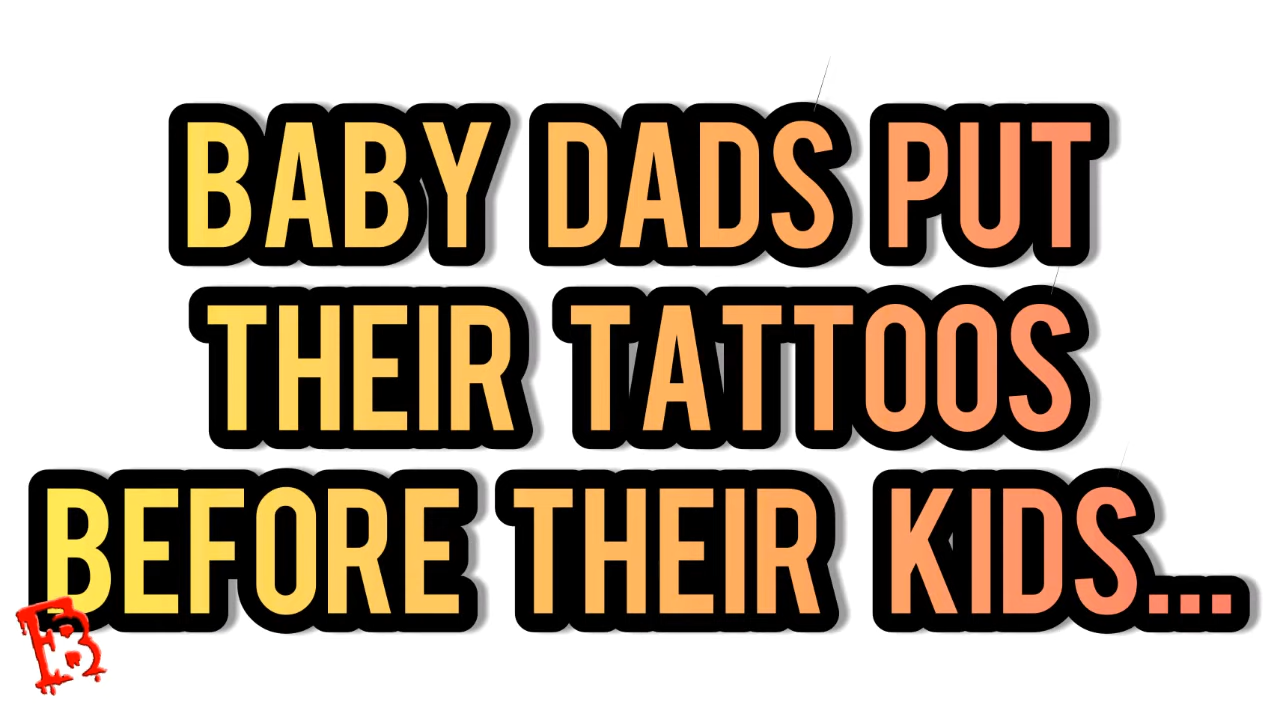 BABY DADS PUT
THEIR TATTOOS
BEFORE THEIR KIDS...
B